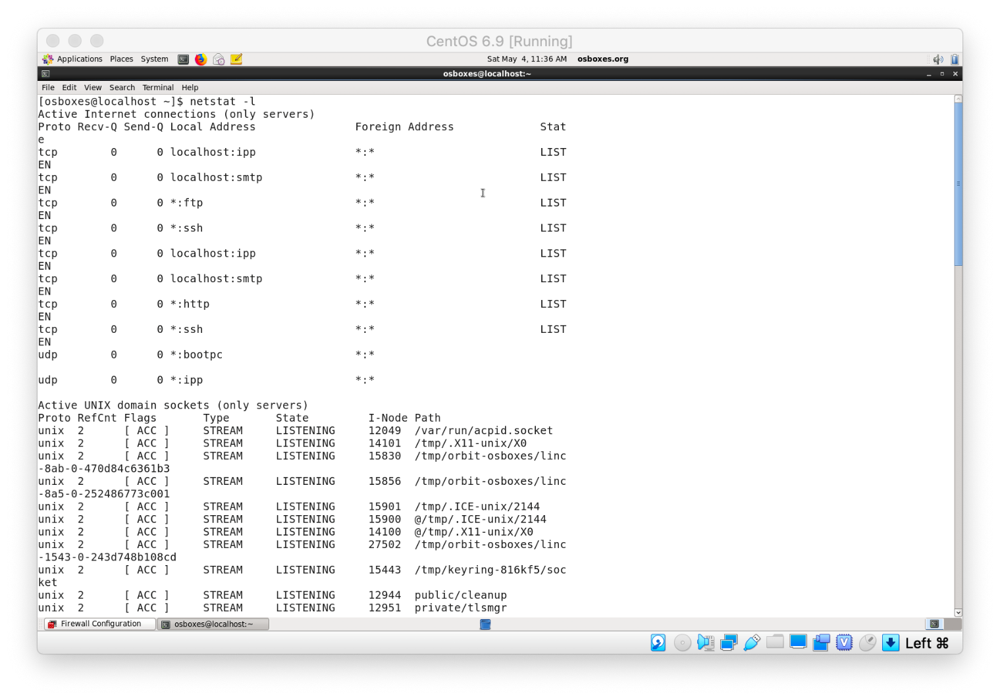 CentOS 6.9 [Running]
Applications Places System Sat May 4, 11:36 AM osboxes.org
osboxes@localhost:~
File Edit View Search Terminal Help
[osboxes@localhost ~]$ netstat -l
Active Internet connections (only servers)
Proto Recv-Q Send-Q Local Address               Foreign Address             Stat
e
tcp        0      0 localhost:ipp               *:*                         LIST
EN
tcp        0      0 localhost:smtp              *:*                         LIST
EN
tcp        0      0 *:ftp                       *:*                         LIST
EN
tcp        0      0 *:ssh                       *:*                         LIST
EN
tcp        0      0 localhost:ipp               *:*                         LIST
EN
tcp        0      0 localhost:smtp              *:*                         LIST
EN
tcp        0      0 *:http                      *:*                         LIST
EN
tcp        0      0 *:ssh                       *:*                         LIST
EN
udp        0      0 *:bootpc                    *:*
udp        0      0 *:ipp                       *:*
Active UNIX domain sockets (only servers)
Proto RefCnt Flags       Type       State         I-Node Path
unix  2      [ ACC ]     STREAM     LISTENING     12049  /var/run/acpid.socket
unix  2      [ ACC ]     STREAM     LISTENING     14101  /tmp/.X11-unix/X0
unix  2      [ ACC ]     STREAM     LISTENING     15830  /tmp/orbit-osboxes/linc
-8ab-0-470d84c6361b3
unix  2      [ ACC ]     STREAM     LISTENING     15856  /tmp/orbit-osboxes/linc
-8a5-0-252486773c001
unix  2      [ ACC ]     STREAM     LISTENING     15901  /tmp/.ICE-unix/2144
unix  2      [ ACC ]     STREAM     LISTENING     15900  @/tmp/.ICE-unix/2144
unix  2      [ ACC ]     STREAM     LISTENING     14100  @/tmp/.X11-unix/X0
unix  2      [ ACC ]     STREAM     LISTENING     27502  /tmp/orbit-osboxes/linc
-1543-0-243d748b108cd
unix  2      [ ACC ]     STREAM     LISTENING     15443  /tmp/keyring-816kf5/soc
ket
unix  2      [ ACC ]     STREAM     LISTENING     12944  public/cleanup
unix  2      [ ACC ]     STREAM     LISTENING     12951  private/tlsmgr
Firewall Configuration osboxes@localhost:~
Left ⌘